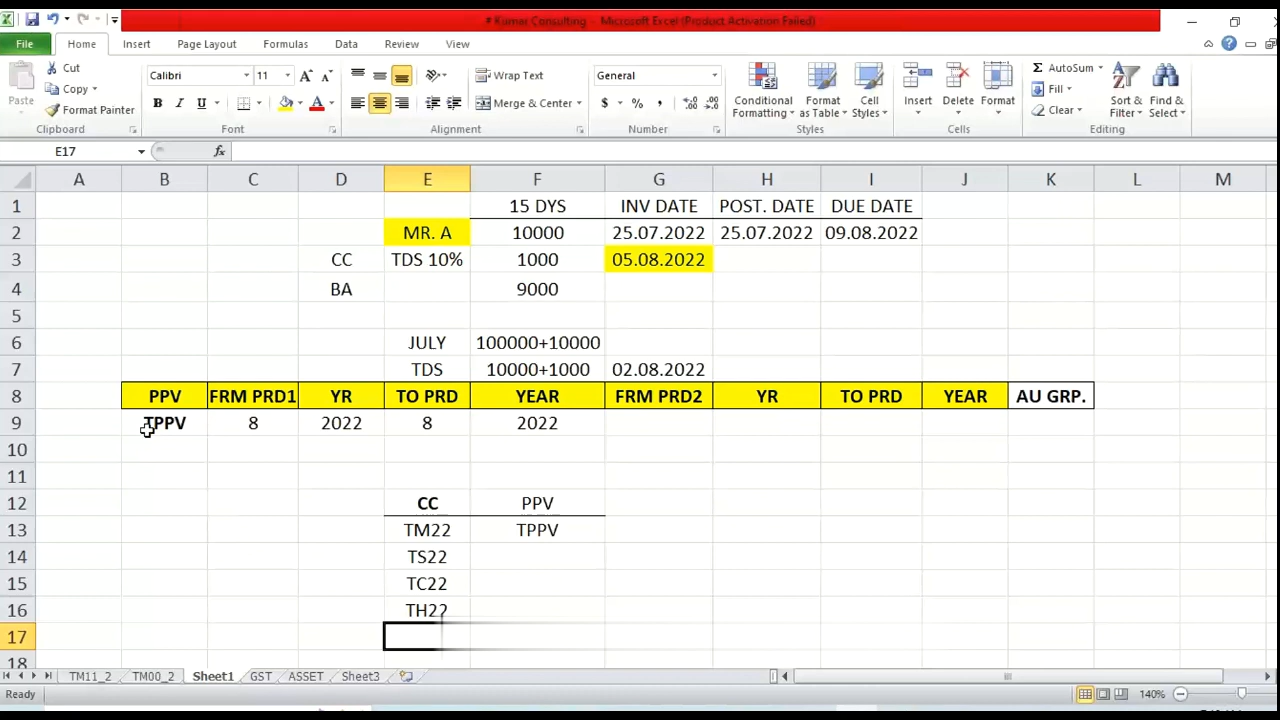 # Kumar Consulting - Microsoft Excel (Product Activation Failed)
File Home Insert Page Layout Formulas Data Review View
Cut
Copy
Format Painter
Paste
Clipboard
Calibri 11
B I U
Font
Wrap Text
Merge & Center
Alignment
General
$ % ,
Number
Conditional Formatting
Format as Table
Cell Styles
Styles
Insert
Delete
Format
Cells
Σ AutoSum
Fill
Clear
Sort & Filter
Find & Select
Editing
E17 fx
A B C D E F G H I J K L M
1 15 DYS INV DATE POST. DATE DUE DATE
2 MR. A 10000 25.07.2022 25.07.2022 09.08.2022
3 CC TDS 10% 1000 05.08.2022
4 BA 9000
5
6 JULY 100000+10000
7 TDS 10000+1000 02.08.2022
8 PPV FRM PRD1 YR TO PRD YEAR FRM PRD2 YR TO PRD YEAR AU GRP.
9 TPPV 8 2022 8 2022
10
11
12 CC PPV
13 TM22 TPPV
14 TS22
15 TC22
16 TH22
17
18
TM11_2 TM00_2 Sheet1 GST ASSET Sheet3
Ready 140%